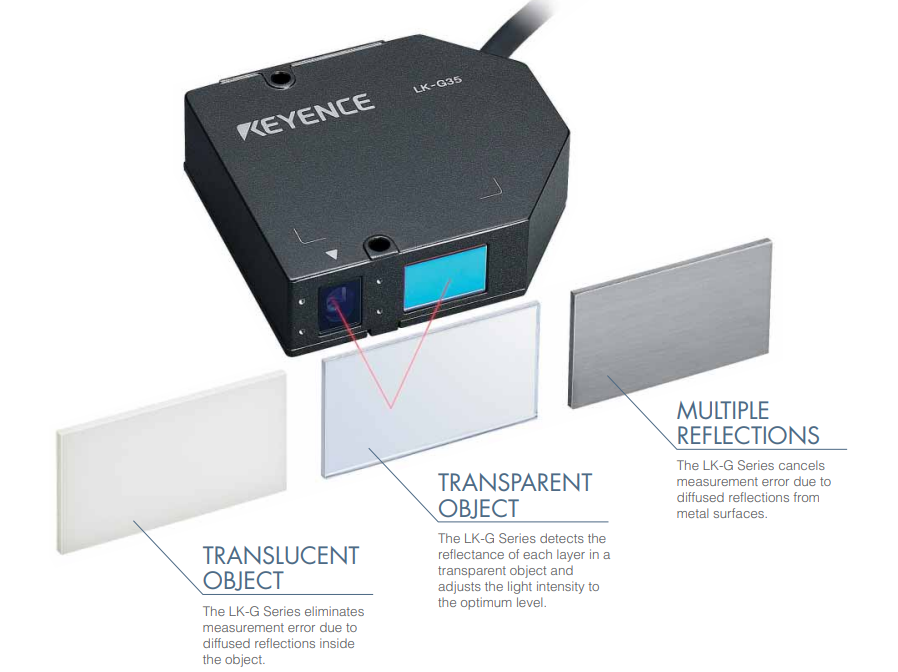 KEYENCE
LK-G35
MULTIPLE
REFLECTIONS
The LK-G Series cancels
measurement error due to
diffused reflections from
metal surfaces.
TRANSPARENT
OBJECT
The LK-G Series detects the
reflectance of each layer in a
transparent object and
adjusts the light intensity to
the optimum level.
TRANSLUCENT
OBJECT
The LK-G Series eliminates
measurement error due to
diffused reflections inside
the object.